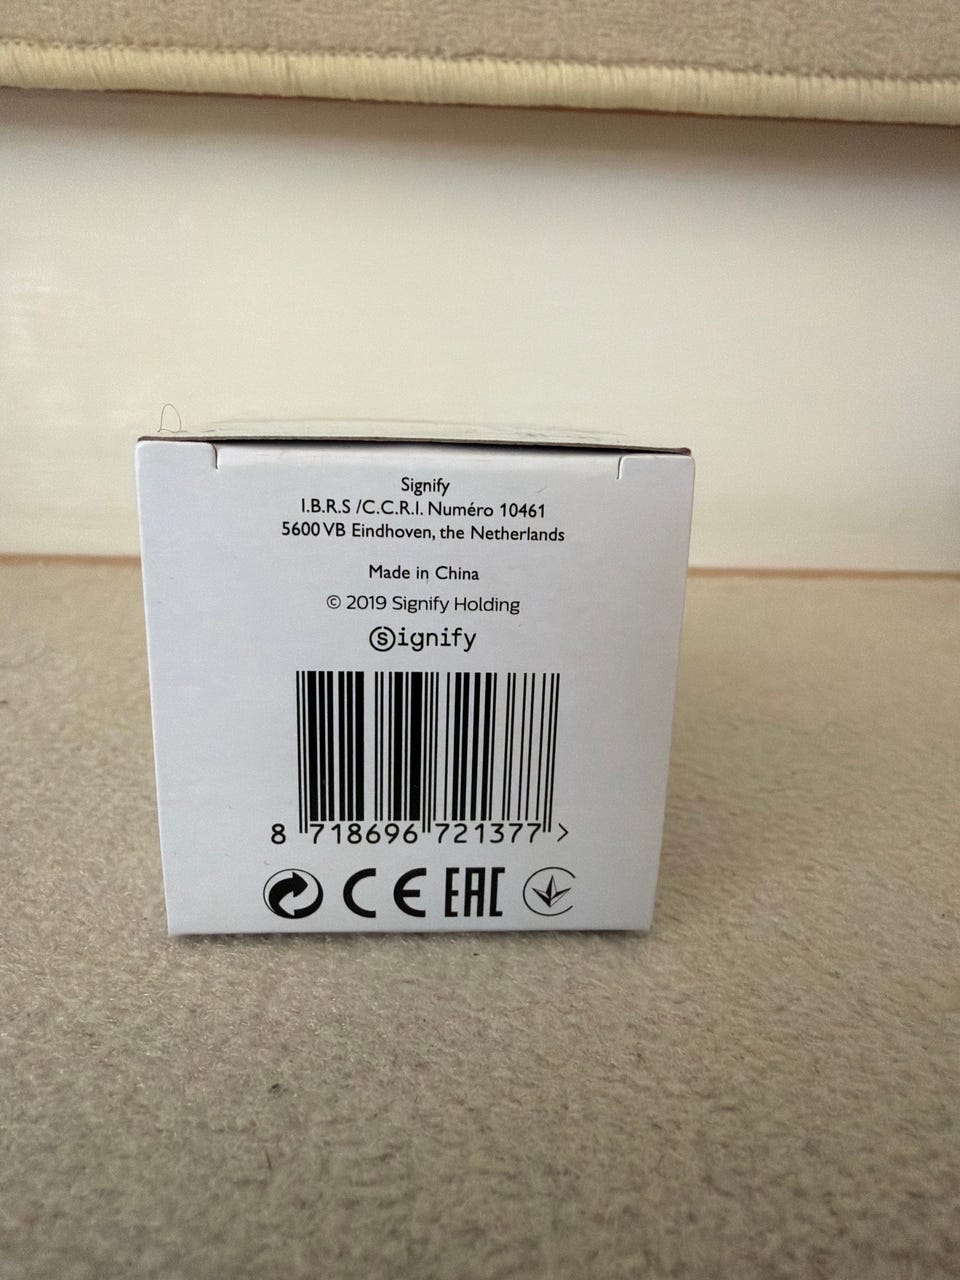 Signify
I.B.R.S /C.C.R.I. Numéro 10461
5600 VB Eindhoven, the Netherlands
Made in China
© 2019 Signify Holding
Signify
8 718696 721377 >
CE EAC